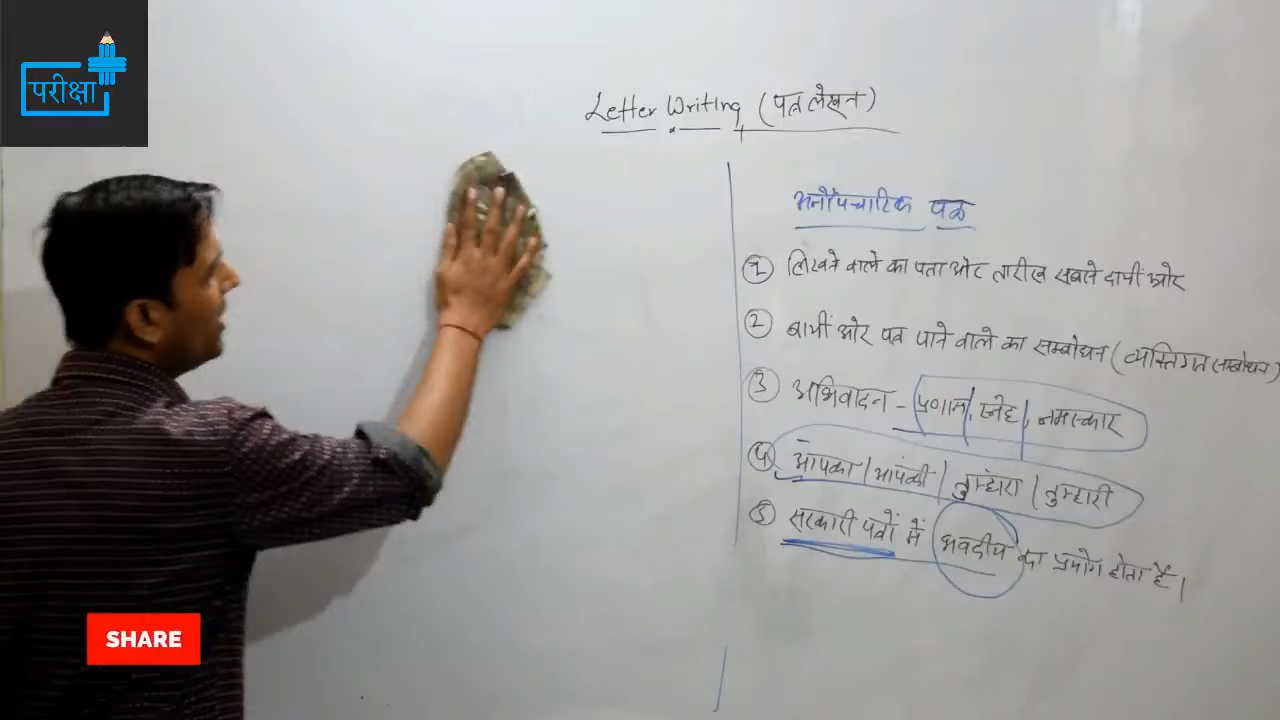 परीक्षा
Letter Writing (पत्र लेखन)
अनौपचारिक पत्र
१ लिखने वाले का पता और तारीख सबसे दायीं ओर
2 बायीं ओर पत्र पाने वाले का सम्बोधन (व्यक्तिगत सम्बोधन)
3 अभिवादन - प्रणाम, स्नेह, नमस्कार
4 आपका / आपकी / तुम्हारा / तुम्हारी
5 सरकारी पत्रों में भवदीय का प्रयोग होता है।
SHARE